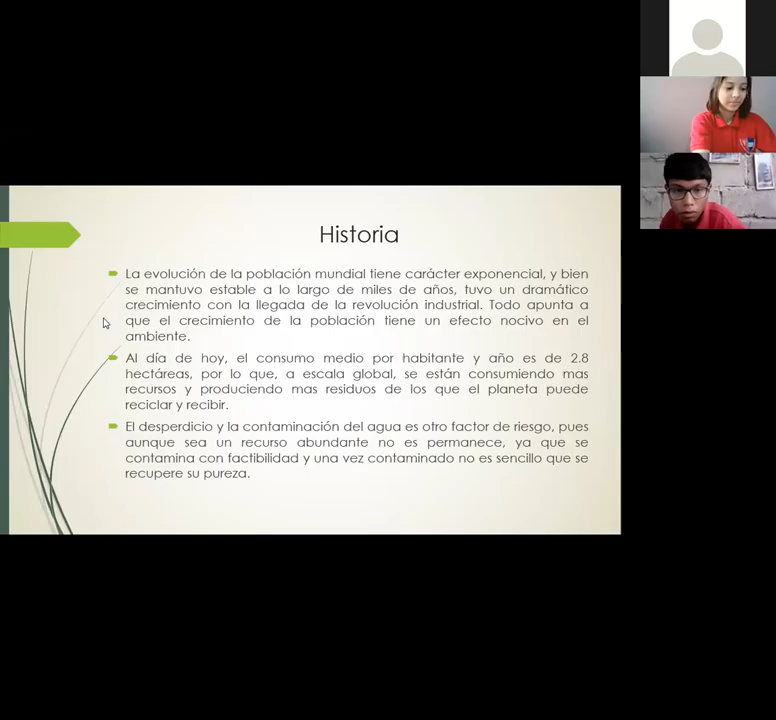 Historia
La evolución de la población mundial tiene carácter exponencial, y bien
se mantuvo estable a lo largo de miles de años, tuvo un dramático
crecimiento con la llegada de la revolución industrial. Todo apunta a
que el crecimiento de la población tiene un efecto nocivo en el
ambiente.
Al día de hoy, el consumo medio por habitante y año es de 2.8
hectáreas, por lo que, a escala global, se están consumiendo mas
recursos y produciendo mas residuos de los que el planeta puede
reciclar y recibir.
El desperdicio y la contaminación del agua es otro factor de riesgo, pues
aunque sea un recurso abundante no es permanece, ya que se
contamina con factibilidad y una vez contaminado no es sencillo que se
recupere su pureza.